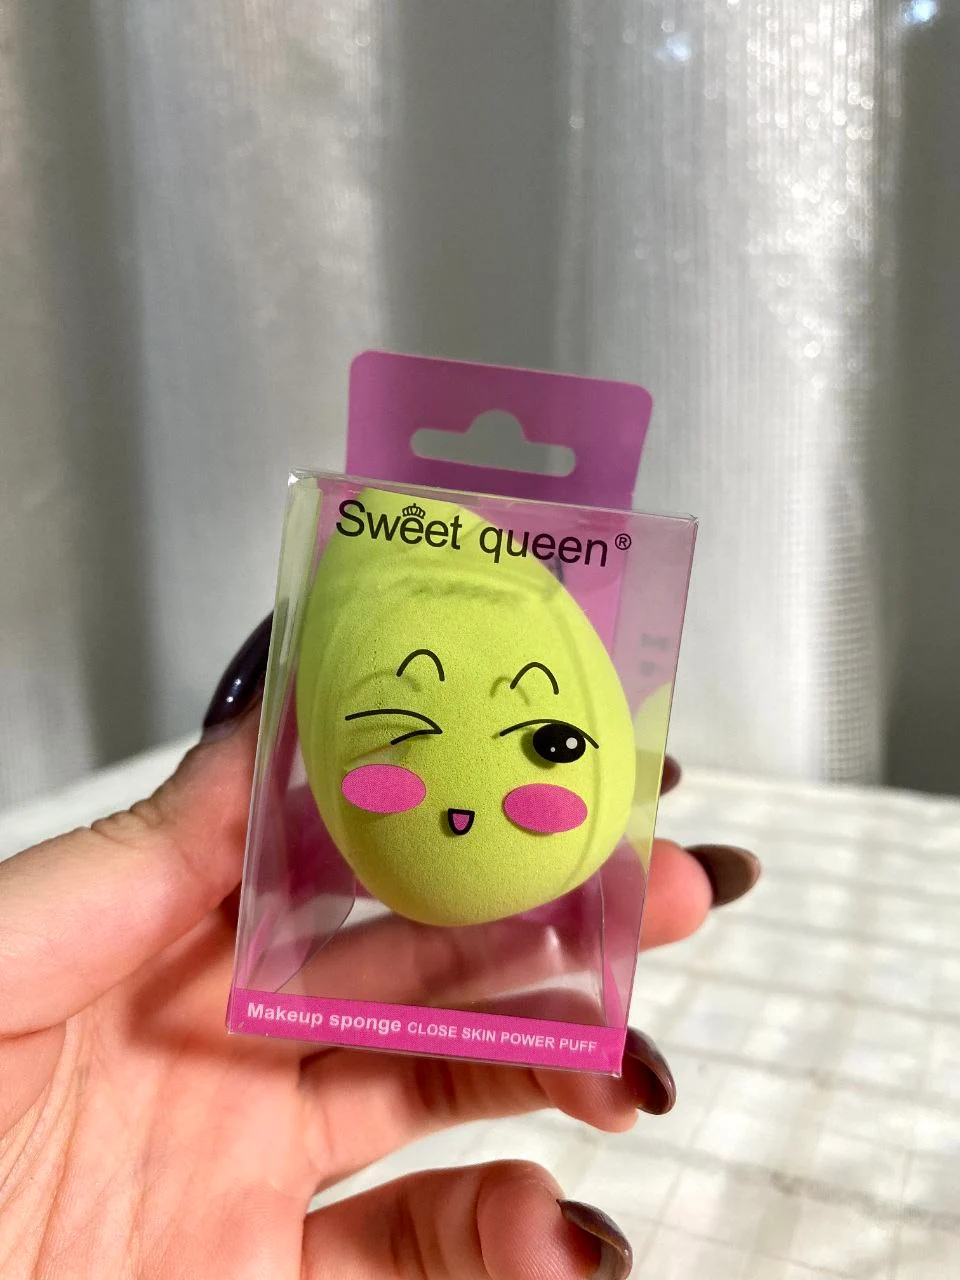 Sweet queen®
Makeup sponge CLOSE SKIN POWER PUFF